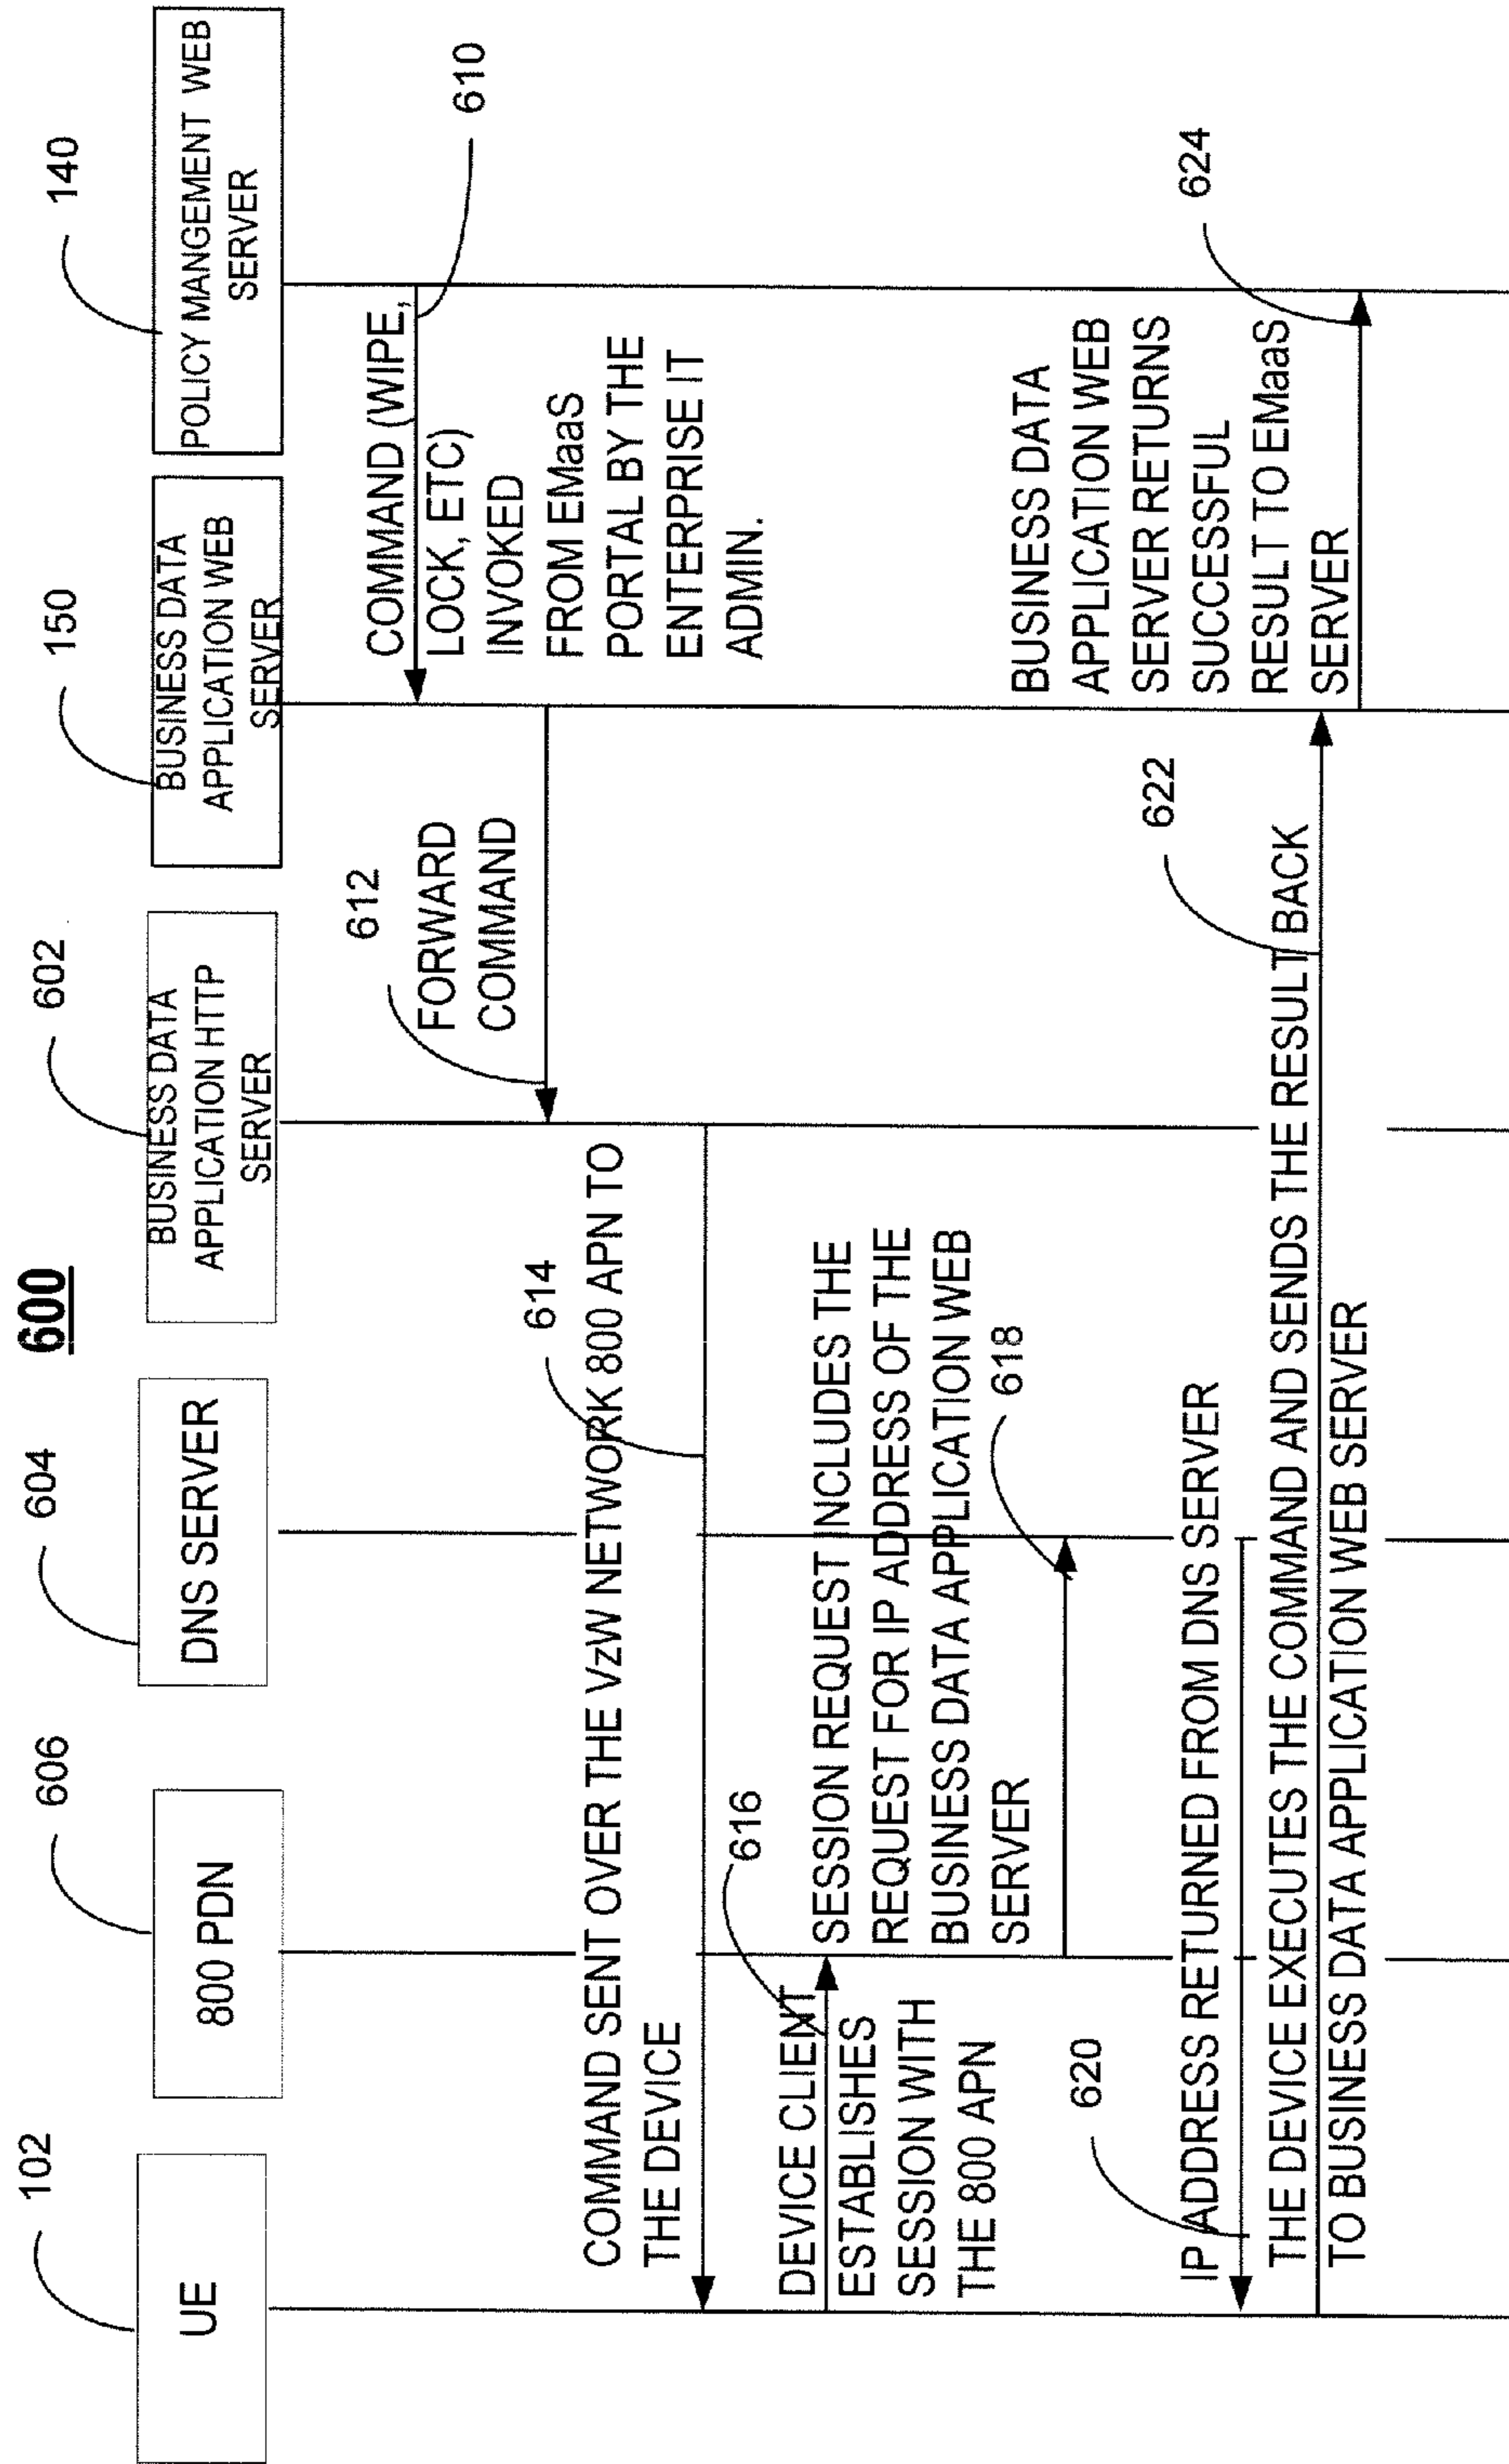 600
102
606
604
602
150
140
UE
800 PDN
DNS SERVER
BUSINESS DATA
APPLICATION HTTP
SERVER
BUSINESS DATA
APPLICATION WEB
SERVER
POLICY MANGEMENT WEB
SERVER
COMMAND (WIPE,
LOCK, ETC)
INVOKED
FROM EMaaS
PORTAL BY THE
ENTERPRISE IT
ADMIN.
610
612
FORWARD
COMMAND
614
COMMAND SENT OVER THE VzW NETWORK 800 APN TO
THE DEVICE
616
DEVICE CLIENT
ESTABLISHES
SESSION WITH
THE 800 APN
SESSION REQUEST INCLUDES THE
REQUEST FOR IP ADDRESS OF THE
BUSINESS DATA APPLICATION WEB
SERVER
618
620
IP ADDRESS RETURNED FROM DNS SERVER
THE DEVICE EXECUTES THE COMMAND AND SENDS THE RESULT BACK
TO BUSINESS DATA APPLICATION WEB SERVER
622
BUSINESS DATA
APPLICATION WEB
SERVER RETURNS
SUCCESSFUL
RESULT TO EMaaS
SERVER
624